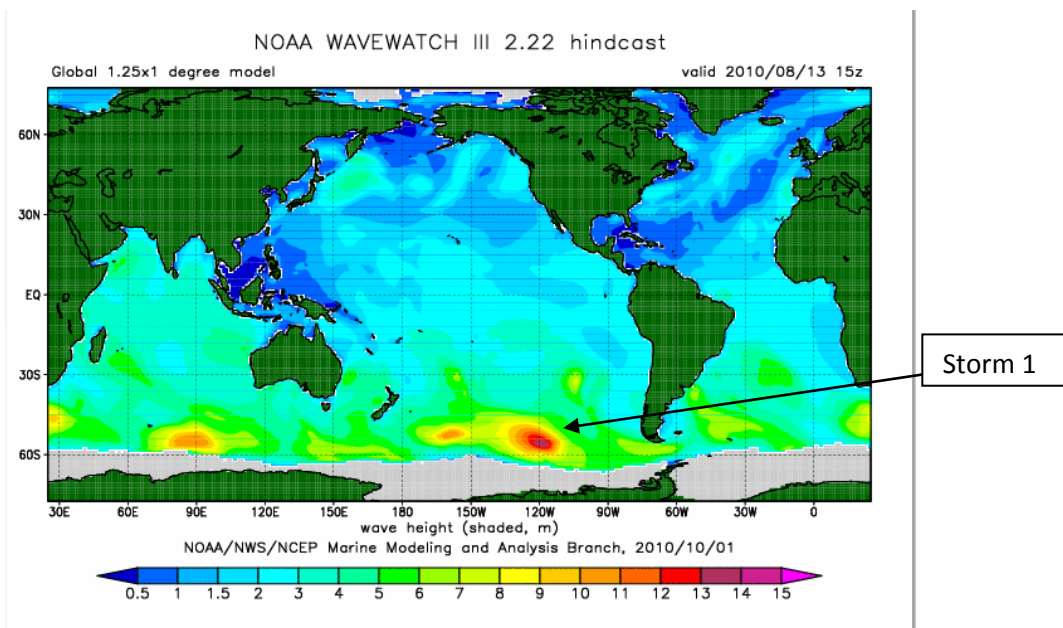 NOAA WAVEWATCH III 2.22 hindcast
Global 1.25x1 degree model
valid 2010/08/13 15z
60N
30N
EQ
30S
60S
Storm 1
30E 60E 90E 120E 150E 180 150W 120W 90W 60W 30W 0
wave height (shaded, m)
NOAA/NWS/NCEP Marine Modeling and Analysis Branch, 2010/10/01
0.5 1 1.5 2 3 4 5 6 7 8 9 10 11 12 13 14 15